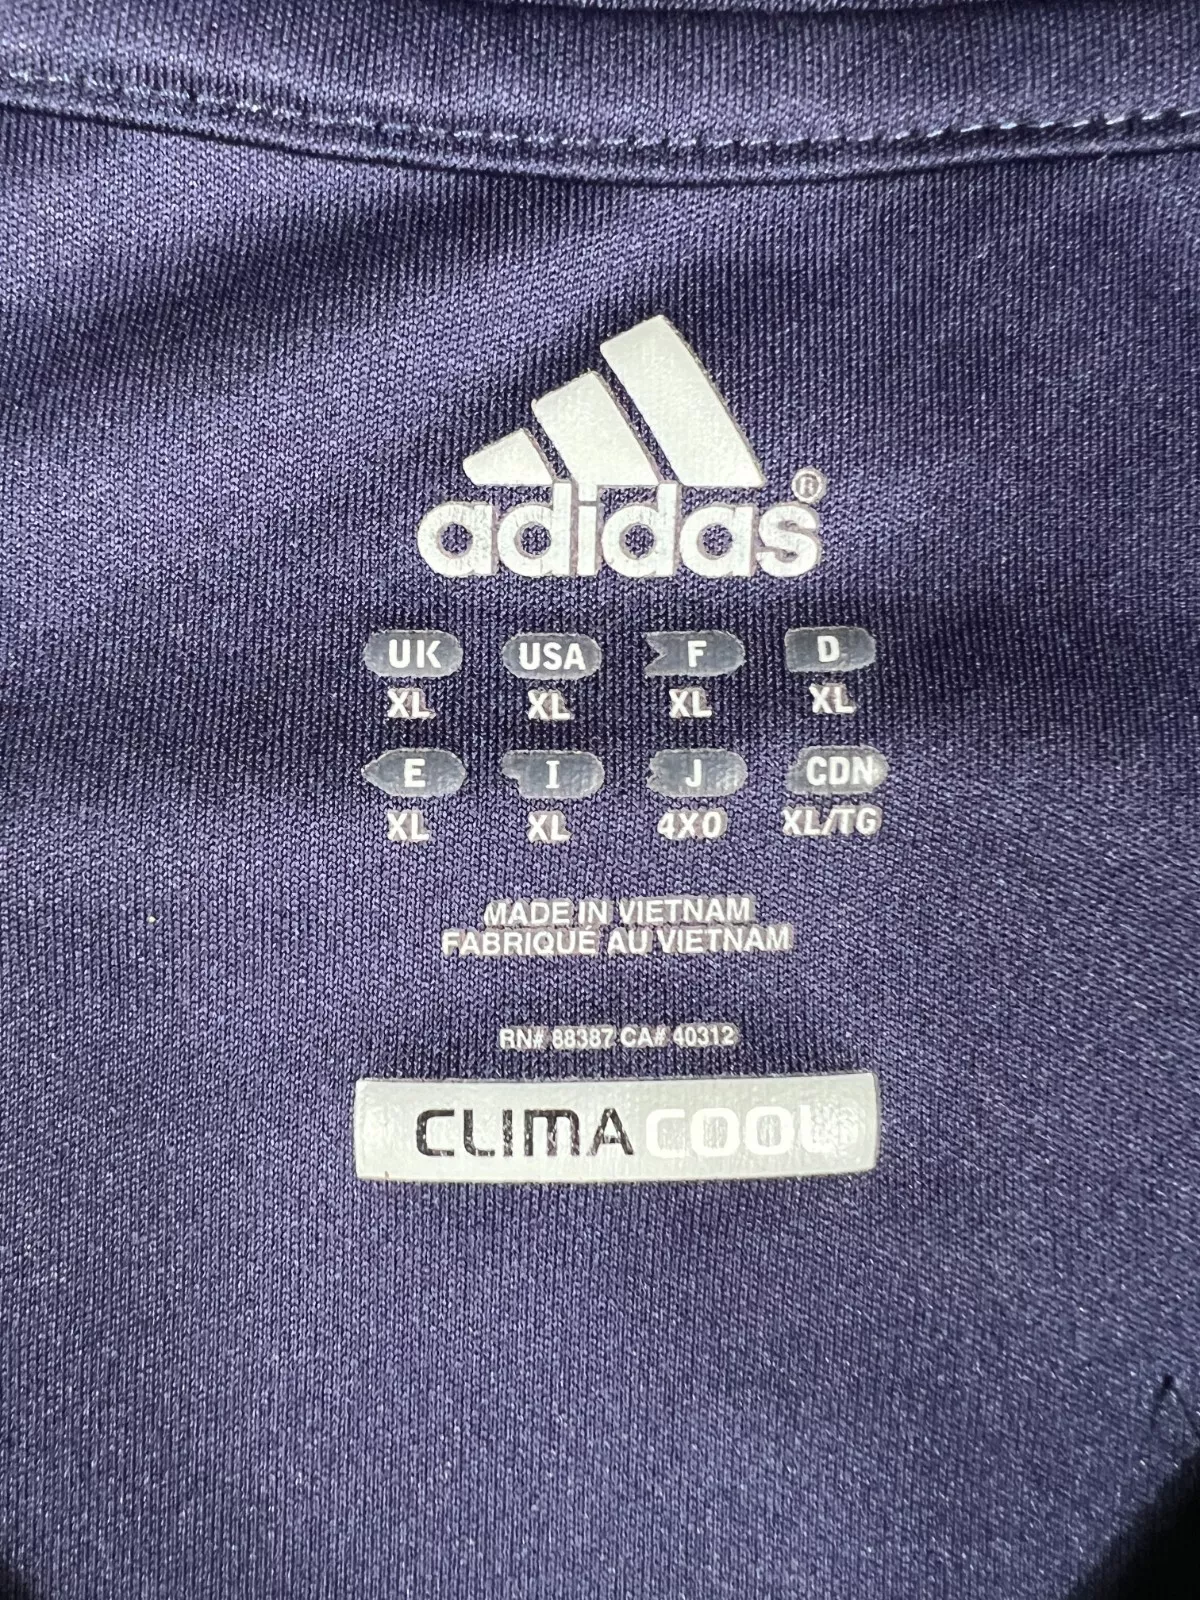 adidas®
UK USA F D
XL XL XL XL
E I J CDN
XL XL 4XO XL/TG
MADE IN VIETNAM
FABRIQUÉ AU VIETNAM
RN# 88387 CA# 40312
CLIMACOOL